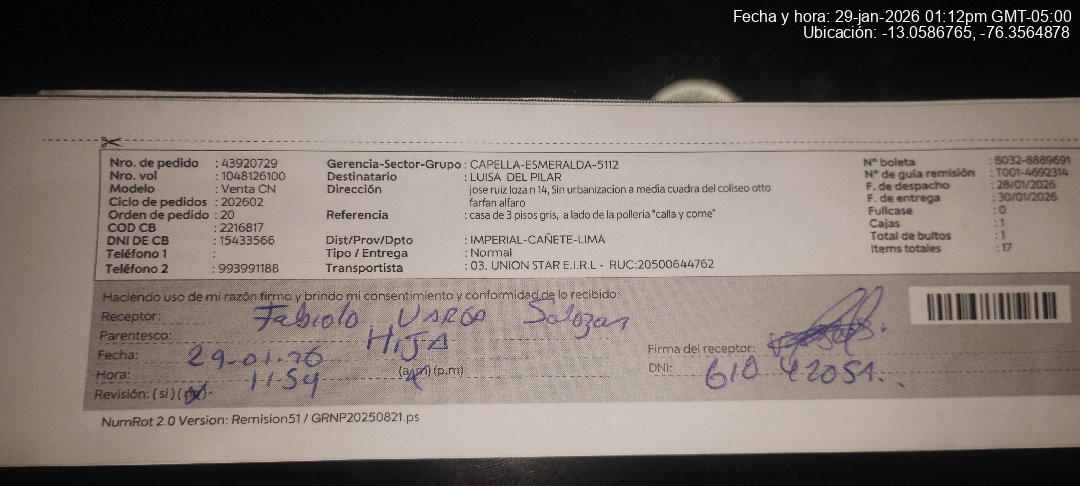 Fecha y hora: 29-jan-2026 01:12pm GMT-05:00
Ubicación: -13.0586765, -76.3564878
Nro. de pedido : 43920729
Nro. vol : 1048126100
Modelo : Venta CN
Ciclo de pedidos : 202602
Orden de pedido : 20
COD CB : 2216817
DNI DE CB : 15433566
Teléfono 1 :
Teléfono 2 : 993991188
Gerencia-Sector-Grupo : CAPELLA-ESMERALDA-5112
Destinatario : LUISA DEL PILAR
Dirección : jose ruiz loza n 14, Sin urbanizacion a media cuadra del coliseo otto
farfan alfaro
Referencia : casa de 3 pisos gris, a lado de la polleria "calla y come"
Dist/Prov/Dpto : IMPERIAL-CAÑETE-LIMA
Tipo / Entrega : Normal
Transportista : 03. UNION STAR E.I.R.L - RUC:20500644762
N° boleta : B032-8889691
N° de guía remisión : T001-4692314
F. de despacho : 28/01/2026
F. de entrega : 30/01/2026
Fullcase : 0
Cajas : 1
Total de bultos : 1
Items totales : 17
Haciendo uso de mi razón firmo y brindo mi consentimiento y conformidad de lo recibido:
Receptor: Fabiola Varga
Parentesco: HIJA
Fecha: 29-01-26
Hora: 11:54 (a.m) (p.m)
Revisión: ( si ) ( no )
Firma del receptor:
DNI: 610 42051
NumRot 2.0 Version: Remision51 / GRNP20250821.ps